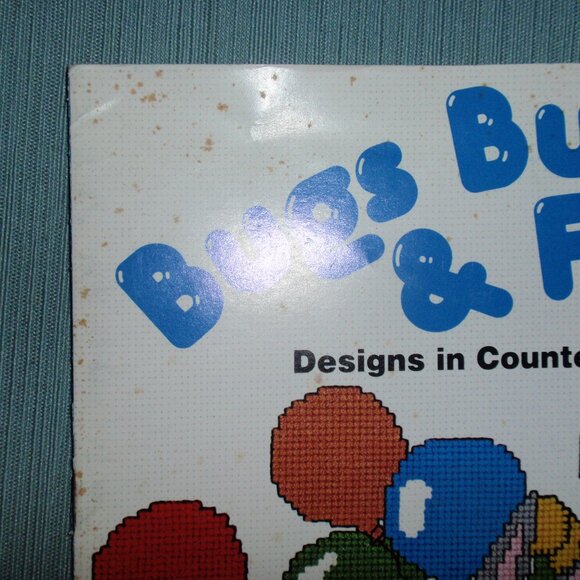 Bugs Bu
& F
Designs in Counte